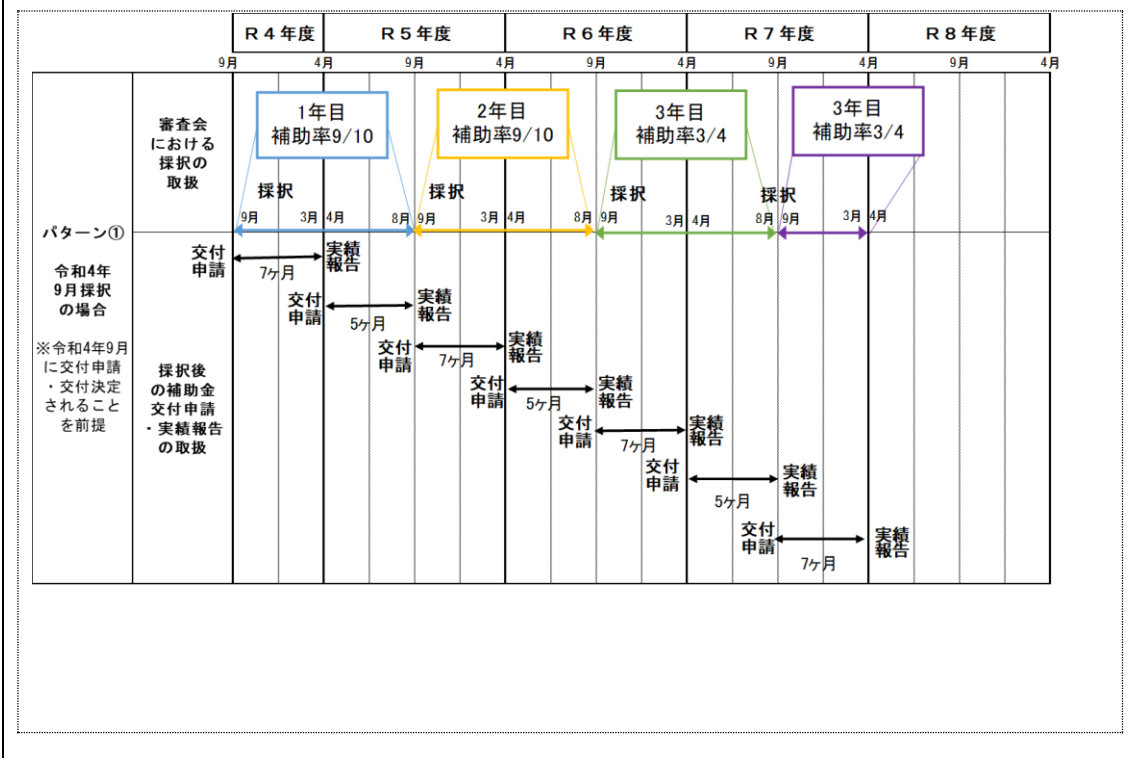 R４年度 R５年度 R６年度 R７年度 R８年度
9月 4月 9月 4月 9月 4月 9月 4月 9月 4月
パターン①
令和4年
9月採択
の場合
※令和4年9月
に交付申請
・交付決定
されること
を前提
審査会
における
採択の
取扱
1年目
補助率9/10
2年目
補助率9/10
3年目
補助率3/4
3年目
補助率3/4
採択 採択 採択 採択
9月 3月 4月 8月 9月 3月 4月 8月 9月 3月 4月 8月 9月 3月 4月
採択後
の補助金
交付申請
・実績報告
の取扱
交付
申請
7ヶ月
実績
報告
交付
申請
5ヶ月
実績
報告
交付
申請
7ヶ月
実績
報告
交付
申請
5ヶ月
実績
報告
交付
申請
7ヶ月
実績
報告
交付
申請
5ヶ月
実績
報告
交付
申請
7ヶ月
実績
報告